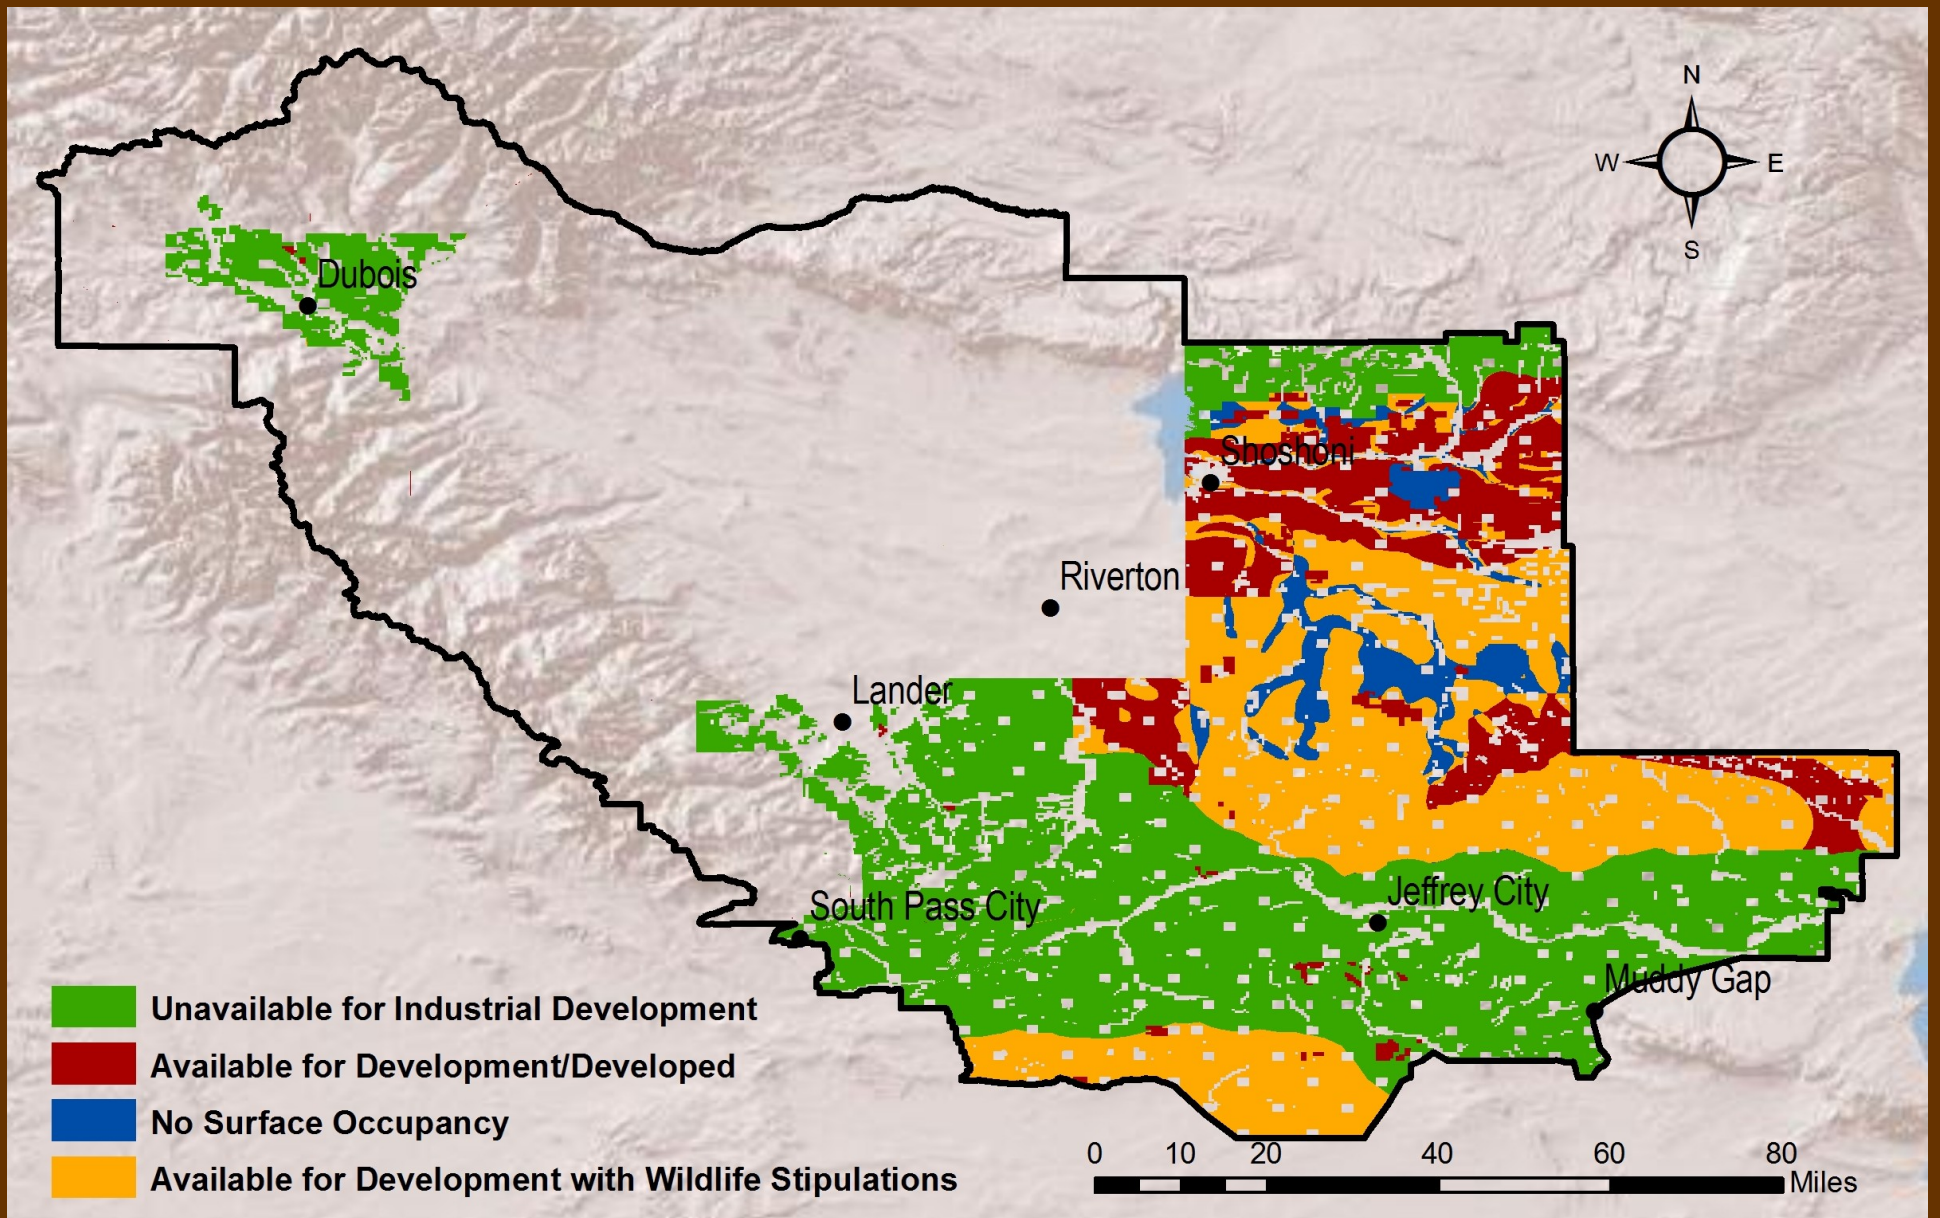 N
W E
S
Dubois
Shoshoni
Riverton
Lander
South Pass City
Jeffrey City
Muddy Gap
Unavailable for Industrial Development
Available for Development/Developed
No Surface Occupancy
Available for Development with Wildlife Stipulations
0 10 20 40 60 80
Miles